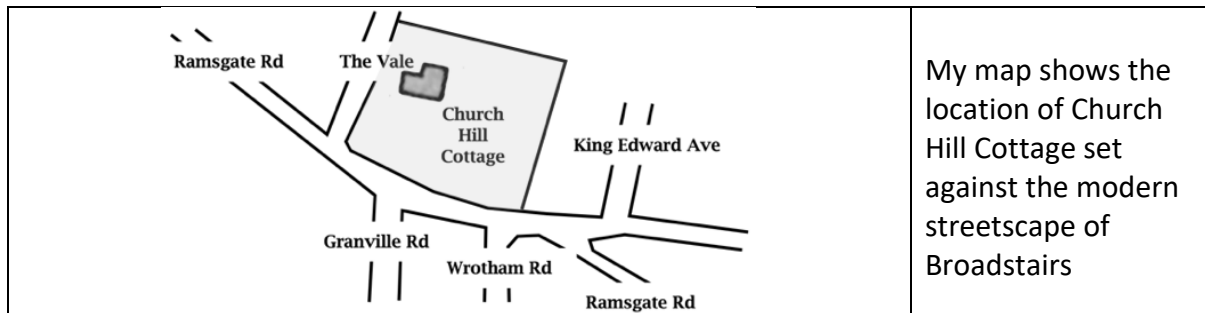 Ramsgate Rd
The Vale
Church
Hill
Cottage
King Edward Ave
Granville Rd
Wrotham Rd
Ramsgate Rd
My map shows the
location of Church
Hill Cottage set
against the modern
streetscape of
Broadstairs